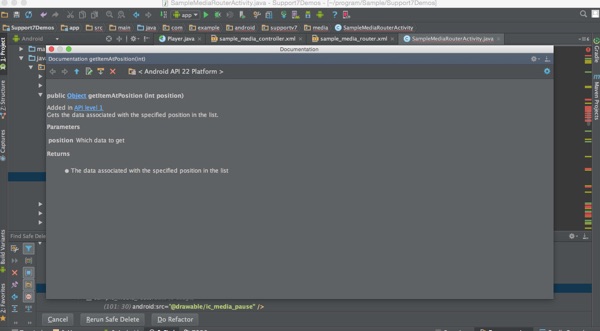 SampleMediaRouterActivity.java - [Support7Demos] - [~/program/Sample/Support7Demos]
app
Support7Demos app src main java com example android supportv7 media SampleMediaRouterActivity
Android
Player.java
sample_media_controller.xml
sample_media_router.xml
SampleMediaRouterActivity.java
1: Project
Z: Structure
Captures
Build Variants
2: Favorites
Gradle
Maven Projects
Documentation
Documentation getItemAtPosition(int)
< Android API 22 Platform >
public Object getItemAtPosition (int position)
Added in API level 1
Gets the data associated with the specified position in the list.
Parameters
position Which data to get
Returns
The data associated with the specified position in the list
Find Safe Delet
(101: 30) android:src="@drawable/ic_media_pause" />
Cancel
Rerun Safe Delete
Do Refactor